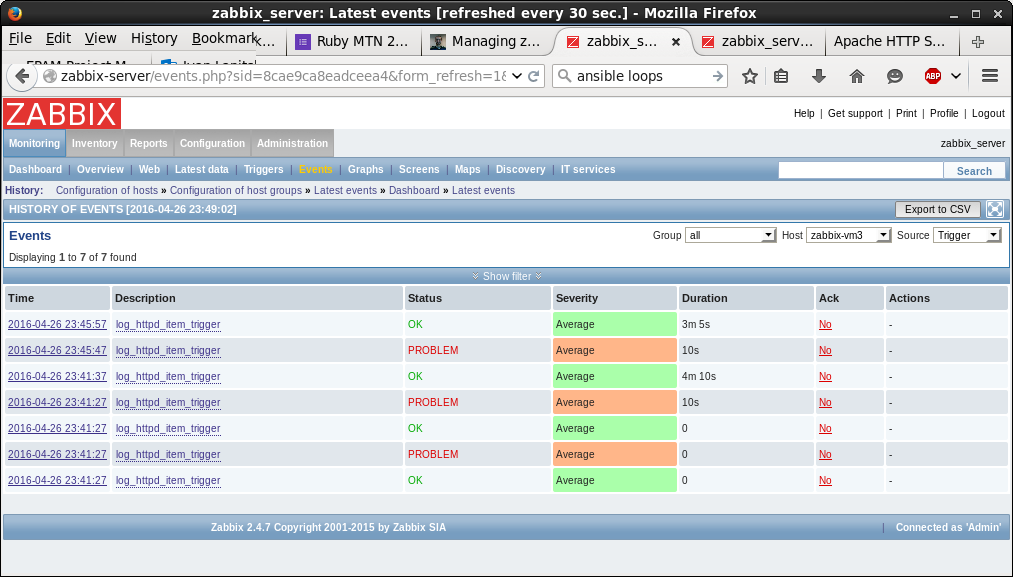 zabbix_server: Latest events [refreshed every 30 sec.] - Mozilla Firefox
File Edit View History Bookmark
Ruby MTN 2... Managing z... zabbix_s... zabbix_serv... Apache HTTP S...
zabbix-server/events.php?sid=8cae9ca8eadceea4&form_refresh=1 ansible loops ABP
ZABBIX
Help | Get support | Print | Profile | Logout
Monitoring Inventory Reports Configuration Administration zabbix_server
Dashboard | Overview | Web | Latest data | Triggers | Events | Graphs | Screens | Maps | Discovery | IT services Search
History: Configuration of hosts » Configuration of host groups » Latest events » Dashboard » Latest events
HISTORY OF EVENTS [2016-04-26 23:49:02] Export to CSV
Events Group all Host zabbix-vm3 Source Trigger
Displaying 1 to 7 of 7 found
Show filter
Time Description Status Severity Duration Ack Actions
2016-04-26 23:45:57 log_httpd_item_trigger OK Average 3m 5s No -
2016-04-26 23:45:47 log_httpd_item_trigger PROBLEM Average 10s No -
2016-04-26 23:41:37 log_httpd_item_trigger OK Average 4m 10s No -
2016-04-26 23:41:27 log_httpd_item_trigger PROBLEM Average 10s No -
2016-04-26 23:41:27 log_httpd_item_trigger OK Average 0 No -
2016-04-26 23:41:27 log_httpd_item_trigger PROBLEM Average 0 No -
2016-04-26 23:41:27 log_httpd_item_trigger OK Average 0 No -
Zabbix 2.4.7 Copyright 2001-2015 by Zabbix SIA | Connected as 'Admin'